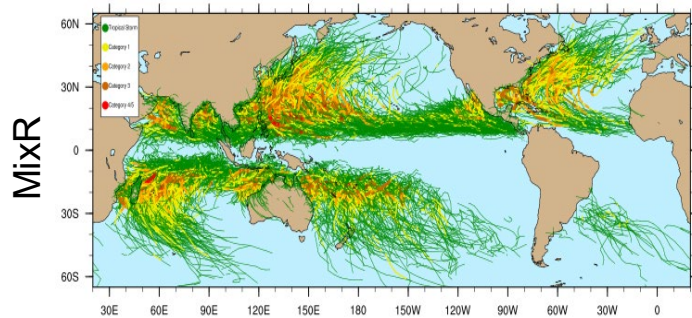 60N
Tropical Storm
Category 1
Category 2
Category 3
Category 4/5
30N
0
30S
60S
MixR
30E 60E 90E 120E 150E 180 150W 120W 90W 60W 30W 0